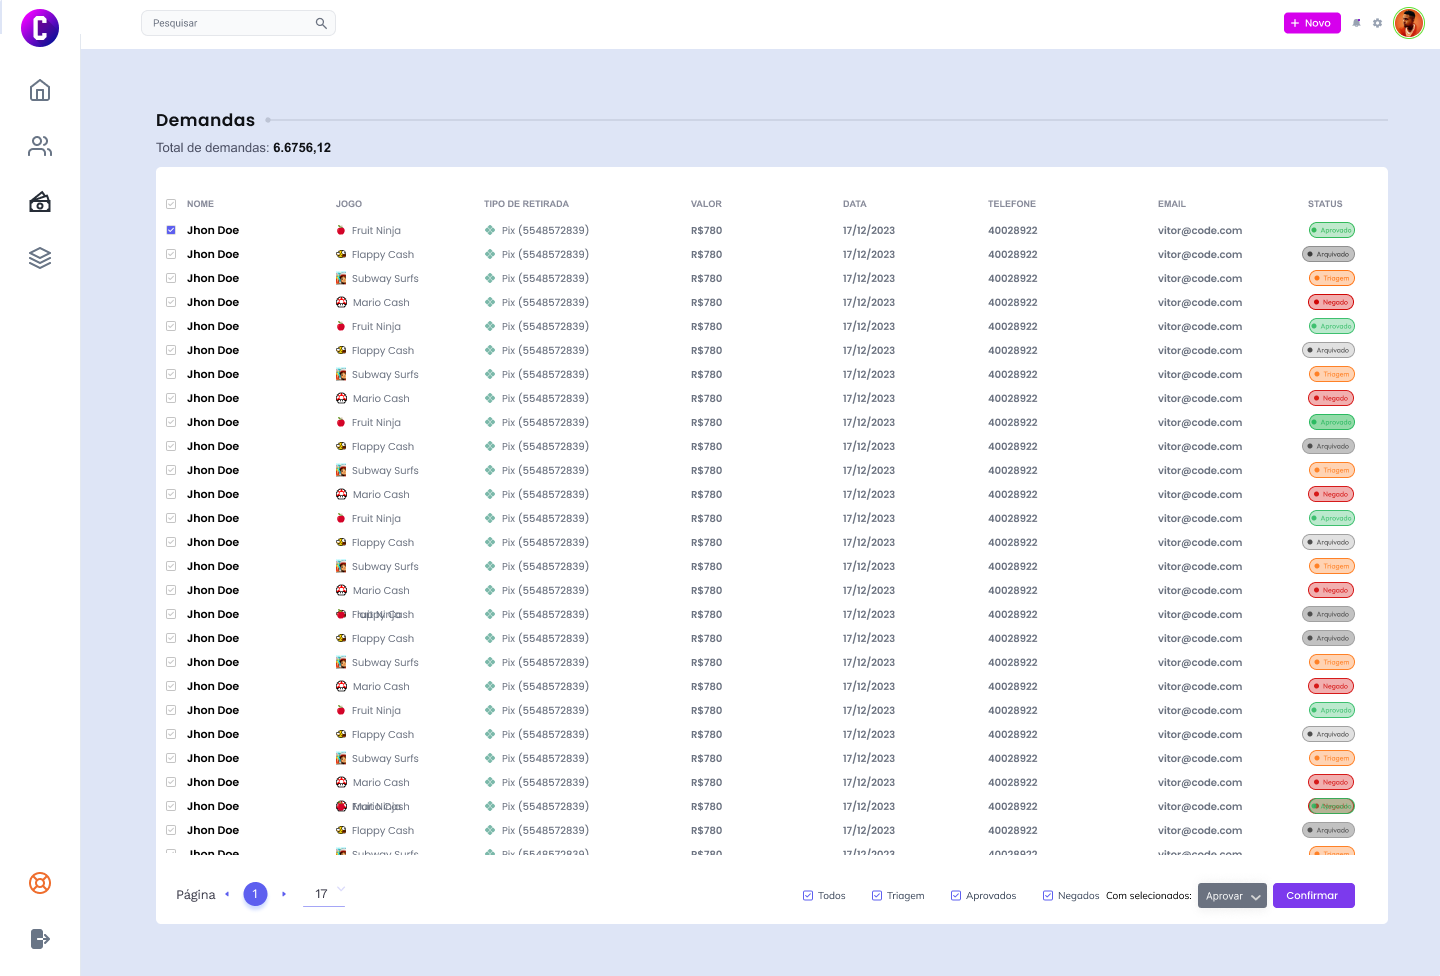 C
Pesquisar
+ Novo
Demandas
Total de demandas: 6.6756,12
NOME JOGO TIPO DE RETIRADA VALOR DATA TELEFONE EMAIL STATUS
Jhon Doe Fruit Ninja Pix (5548572839) R$780 17/12/2023 40028922 vitor@code.com Aprovado
Jhon Doe Flappy Cash Pix (5548572839) R$780 17/12/2023 40028922 vitor@code.com Arquivado
Jhon Doe Subway Surfs Pix (5548572839) R$780 17/12/2023 40028922 vitor@code.com Triagem
Jhon Doe Mario Cash Pix (5548572839) R$780 17/12/2023 40028922 vitor@code.com Negado
Jhon Doe Fruit Ninja Pix (5548572839) R$780 17/12/2023 40028922 vitor@code.com Aprovado
Jhon Doe Flappy Cash Pix (5548572839) R$780 17/12/2023 40028922 vitor@code.com Arquivado
Jhon Doe Subway Surfs Pix (5548572839) R$780 17/12/2023 40028922 vitor@code.com Triagem
Jhon Doe Mario Cash Pix (5548572839) R$780 17/12/2023 40028922 vitor@code.com Negado
Jhon Doe Fruit Ninja Pix (5548572839) R$780 17/12/2023 40028922 vitor@code.com Aprovado
Jhon Doe Flappy Cash Pix (5548572839) R$780 17/12/2023 40028922 vitor@code.com Arquivado
Jhon Doe Subway Surfs Pix (5548572839) R$780 17/12/2023 40028922 vitor@code.com Triagem
Jhon Doe Mario Cash Pix (5548572839) R$780 17/12/2023 40028922 vitor@code.com Negado
Jhon Doe Fruit Ninja Pix (5548572839) R$780 17/12/2023 40028922 vitor@code.com Aprovado
Jhon Doe Flappy Cash Pix (5548572839) R$780 17/12/2023 40028922 vitor@code.com Arquivado
Jhon Doe Subway Surfs Pix (5548572839) R$780 17/12/2023 40028922 vitor@code.com Triagem
Jhon Doe Mario Cash Pix (5548572839) R$780 17/12/2023 40028922 vitor@code.com Negado
Jhon Doe Pix (5548572839) R$780 17/12/2023 40028922 vitor@code.com Arquivado
Jhon Doe Flappy Cash Pix (5548572839) R$780 17/12/2023 40028922 vitor@code.com Arquivado
Jhon Doe Subway Surfs Pix (5548572839) R$780 17/12/2023 40028922 vitor@code.com Triagem
Jhon Doe Mario Cash Pix (5548572839) R$780 17/12/2023 40028922 vitor@code.com Negado
Jhon Doe Fruit Ninja Pix (5548572839) R$780 17/12/2023 40028922 vitor@code.com Aprovado
Jhon Doe Flappy Cash Pix (5548572839) R$780 17/12/2023 40028922 vitor@code.com Arquivado
Jhon Doe Subway Surfs Pix (5548572839) R$780 17/12/2023 40028922 vitor@code.com Triagem
Jhon Doe Mario Cash Pix (5548572839) R$780 17/12/2023 40028922 vitor@code.com Negado
Jhon Doe Pix (5548572839) R$780 17/12/2023 40028922 vitor@code.com
Jhon Doe Flappy Cash Pix (5548572839) R$780 17/12/2023 40028922 vitor@code.com Arquivado
Jhon Doe Subway Surfs Pix (5548572839) R$780 17/12/2023 40028922 vitor@code.com Triagem
Página 1 17 Todos Triagem Aprovados Negados Com selecionados: Aprovar Confirmar